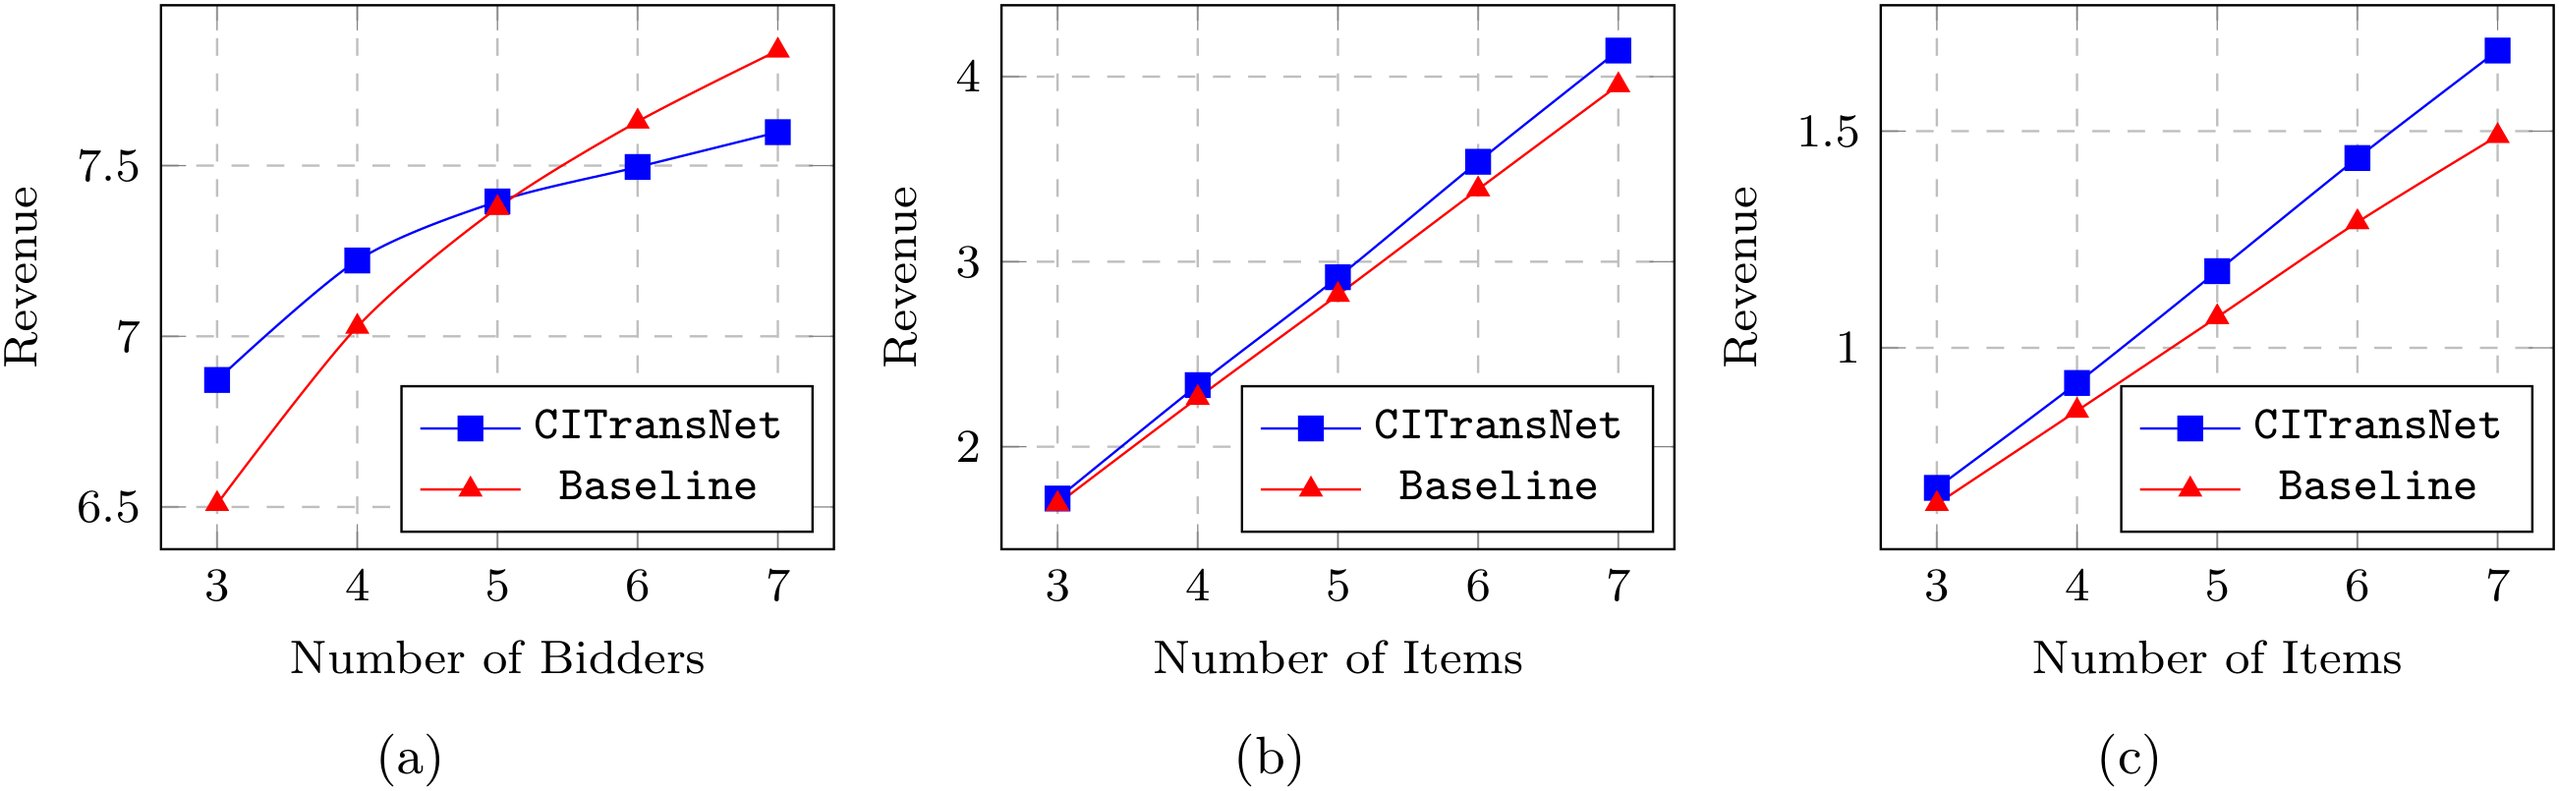 Revenue
7.5
7
6.5
CITransNet
Baseline
3 4 5 6 7
Number of Bidders
(a)
Revenue
4
3
2
CITransNet
Baseline
3 4 5 6 7
Number of Items
(b)
Revenue
1.5
1
CITransNet
Baseline
3 4 5 6 7
Number of Items
(c)